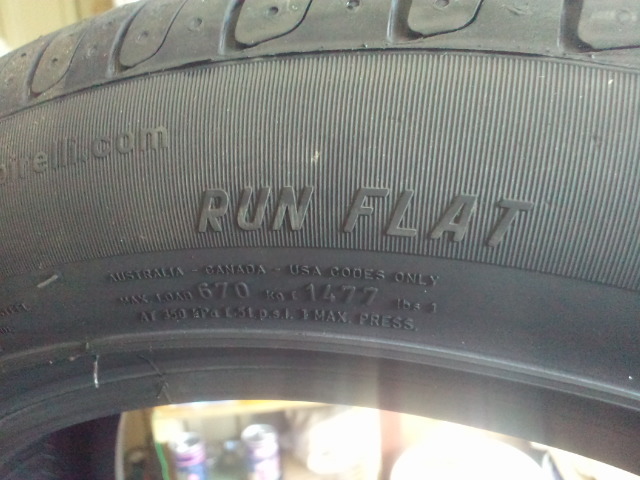 pirelli.com
RUN FLAT
AUSTRALIA - CANADA - USA CODES ONLY
MAX. LOAD 670 KG ( 1477 lbs )
AT 350 kPa ( 51 p.s.i. ) MAX. PRESS.